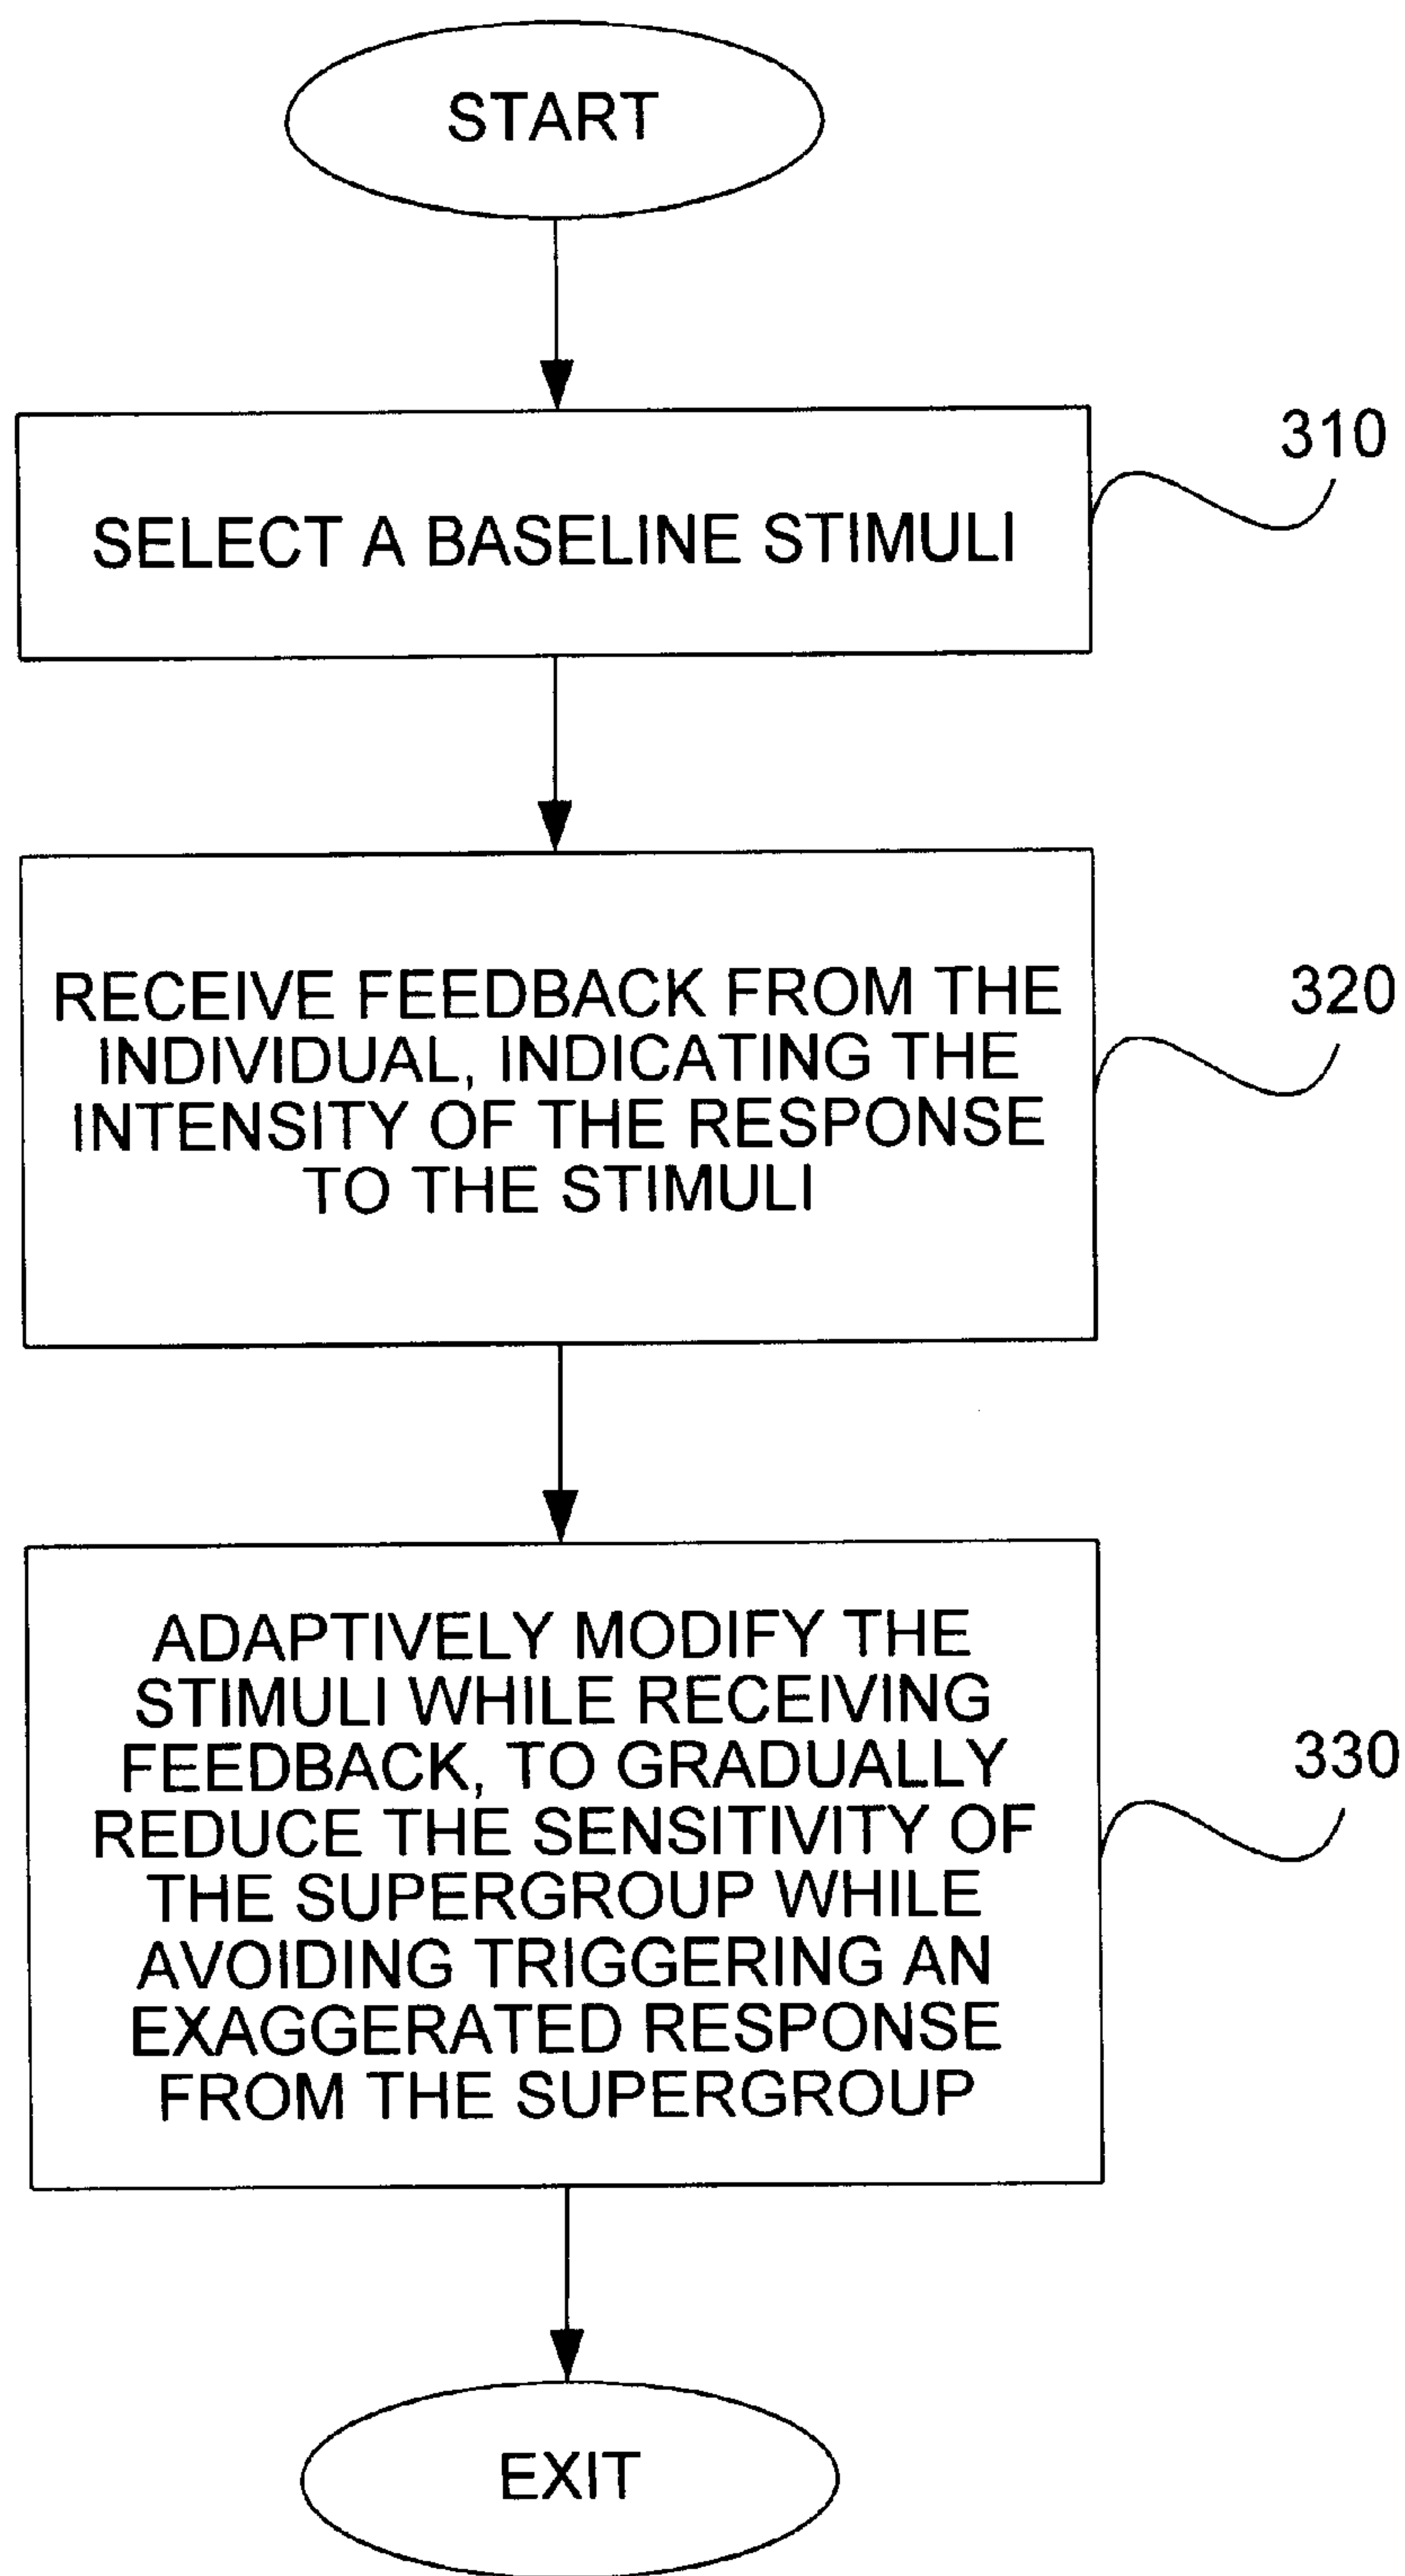 START
310
SELECT A BASELINE STIMULI
320
RECEIVE FEEDBACK FROM THE
INDIVIDUAL, INDICATING THE
INTENSITY OF THE RESPONSE
TO THE STIMULI
330
ADAPTIVELY MODIFY THE
STIMULI WHILE RECEIVING
FEEDBACK, TO GRADUALLY
REDUCE THE SENSITIVITY OF
THE SUPERGROUP WHILE
AVOIDING TRIGGERING AN
EXAGGERATED RESPONSE
FROM THE SUPERGROUP
EXIT